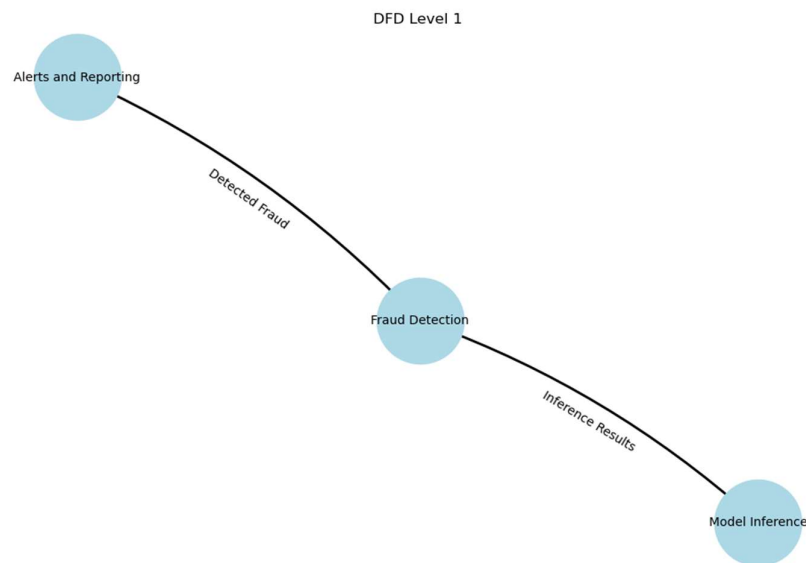 DFD Level 1
Alerts and Reporting
Detected Fraud
Fraud Detection
Inference Results
Model Inference